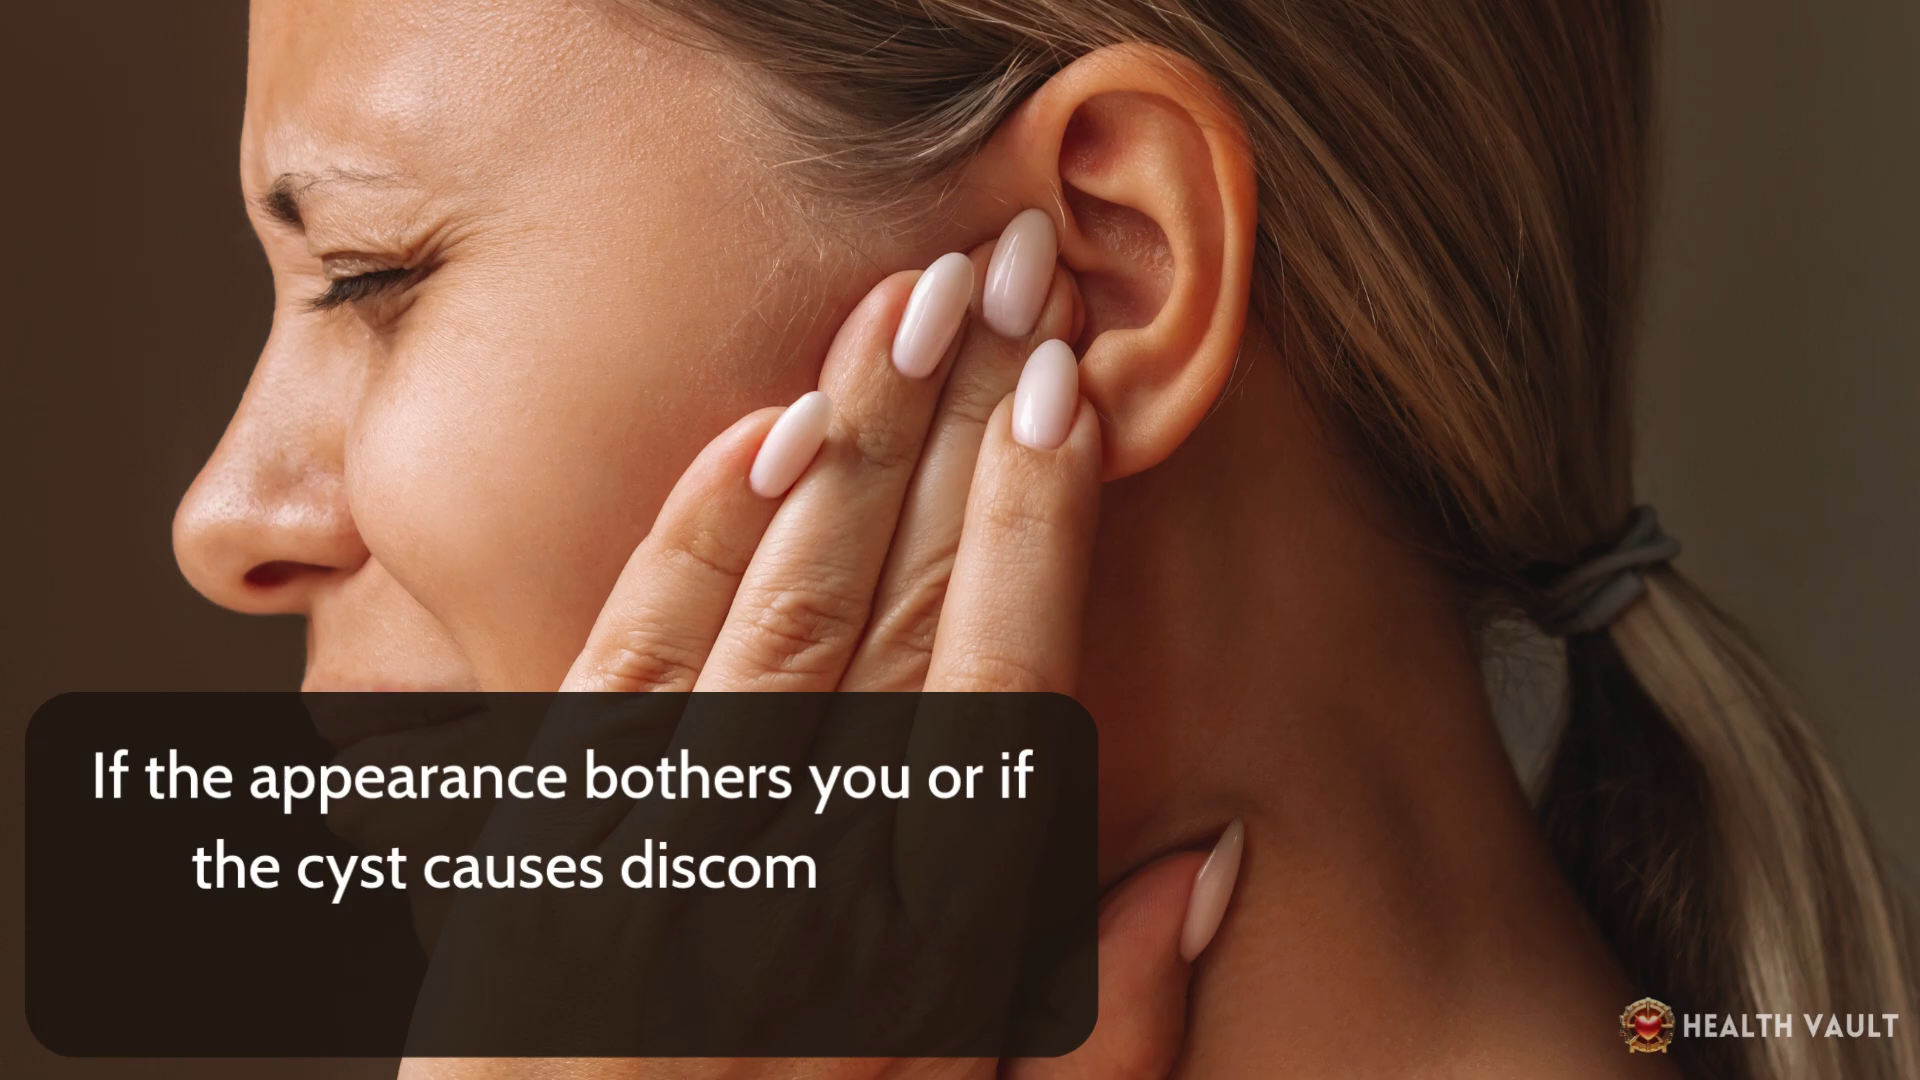 If the appearance bothers you or if
the cyst causes discom
HEALTH VAULT